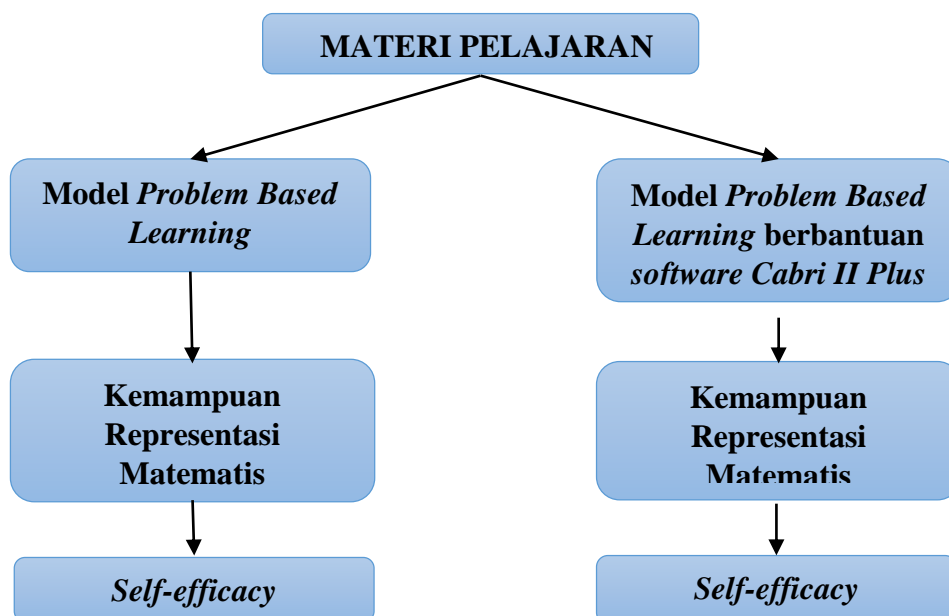 MATERI PELAJARAN
Model Problem Based
Learning
Model Problem Based
Learning berbantuan
software Cabri II Plus
Kemampuan
Representasi
Matematis
Kemampuan
Representasi
Matematis
Self-efficacy
Self-efficacy